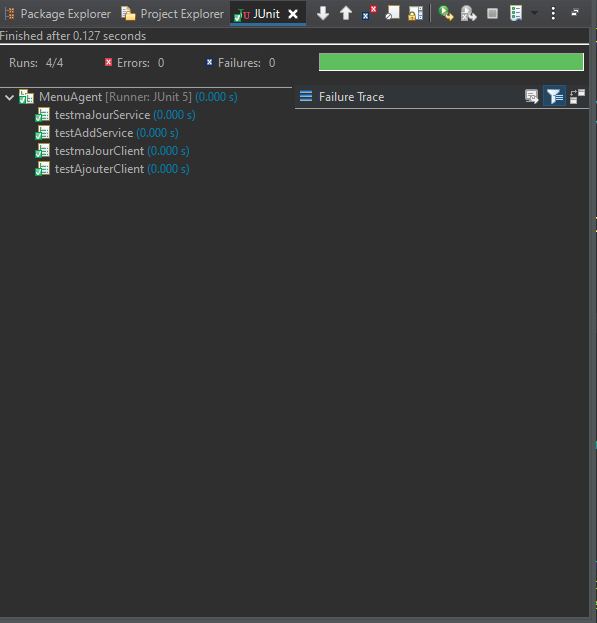 Package Explorer Project Explorer JUnit
Finished after 0.127 seconds
Runs: 4/4 Errors: 0 Failures: 0
MenuAgent [Runner: JUnit 5] (0.000 s)
Failure Trace
testmaJourService (0.000 s)
testAddService (0.000 s)
testmaJourClient (0.000 s)
testAjouterClient (0.000 s)